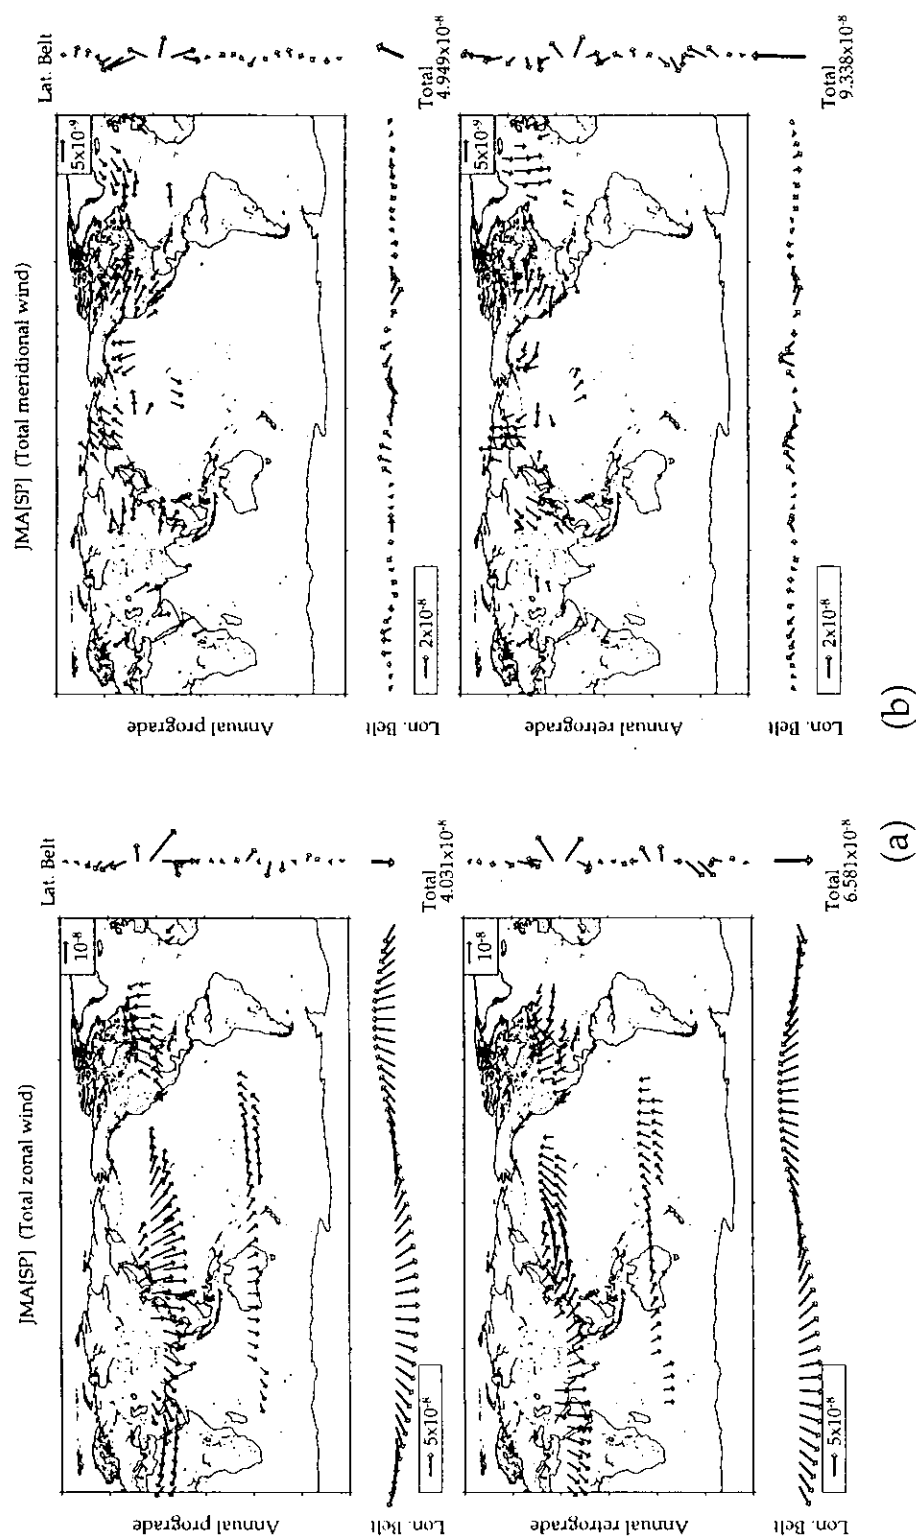 JMA[SP] (Total zonal wind)
Lat. Belt
Annual prograde
10-8
Lon. Belt
5x10-8
Total
4.031x10-8
Annual retrograde
10-8
Lon. Belt
5x10-8
Total
6.581x10-8
(a)
JMA[SP] (Total meridional wind)
Lat. Belt
Annual prograde
5x10-9
Lon. Belt
2x10-8
Total
4.949x10-8
Annual retrograde
5x10-9
Lon. Belt
2x10-8
Total
9.338x10-8
(b)